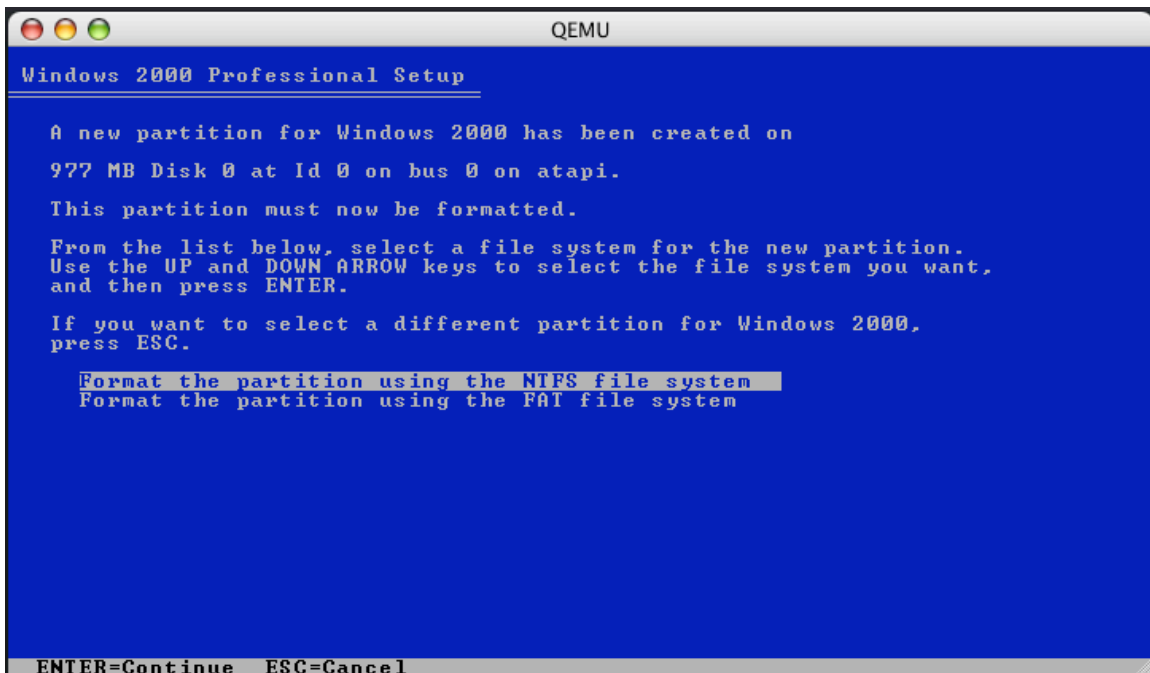 QEMU
Windows 2000 Professional Setup
A new partition for Windows 2000 has been created on
977 MB Disk 0 at Id 0 on bus 0 on atapi.
This partition must now be formatted.
From the list below, select a file system for the new partition.
Use the UP and DOWN ARROW keys to select the file system you want,
and then press ENTER.
If you want to select a different partition for Windows 2000,
press ESC.
Format the partition using the NTFS file system
Format the partition using the FAT file system
ENTER=Continue ESC=Cancel